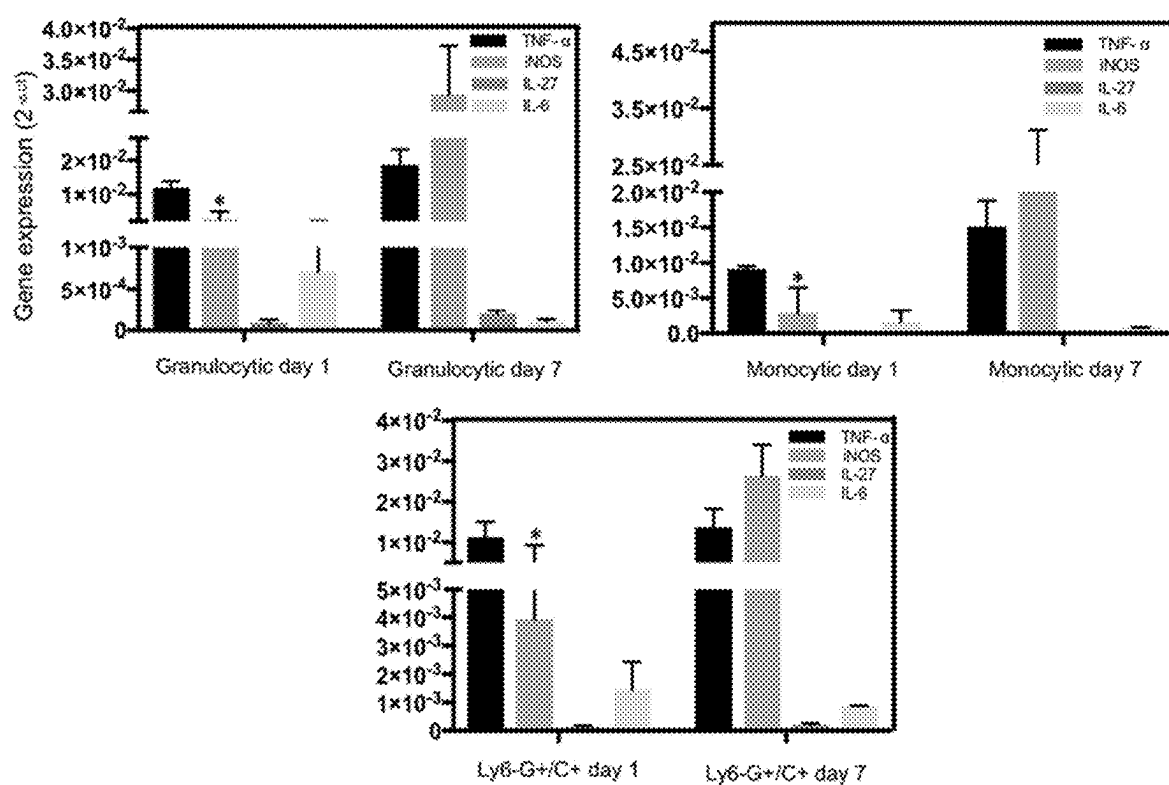 Gene expression (2
4.0×10-2
3.5×10-2
3.0×10-2
2×10-2
1×10-2
1×10-3
5×10-4
0
TNF-α
iNOS
IL-27
IL-6
*
Granulocytic day 1
Granulocytic day 7
4.5×10-2
3.5×10-2
2.5×10-2
2.0×10-2
1.5×10-2
1.0×10-2
5.0×10-3
0.0
TNF-α
iNOS
IL-27
IL-6
*
Monocytic day 1
Monocytic day 7
4×10-2
3×10-2
2×10-2
1×10-2
5×10-3
4×10-3
3×10-3
2×10-3
1×10-3
0
TNF-α
iNOS
IL-27
IL-6
*
Ly6-G+/C+ day 1
Ly6-G+/C+ day 7